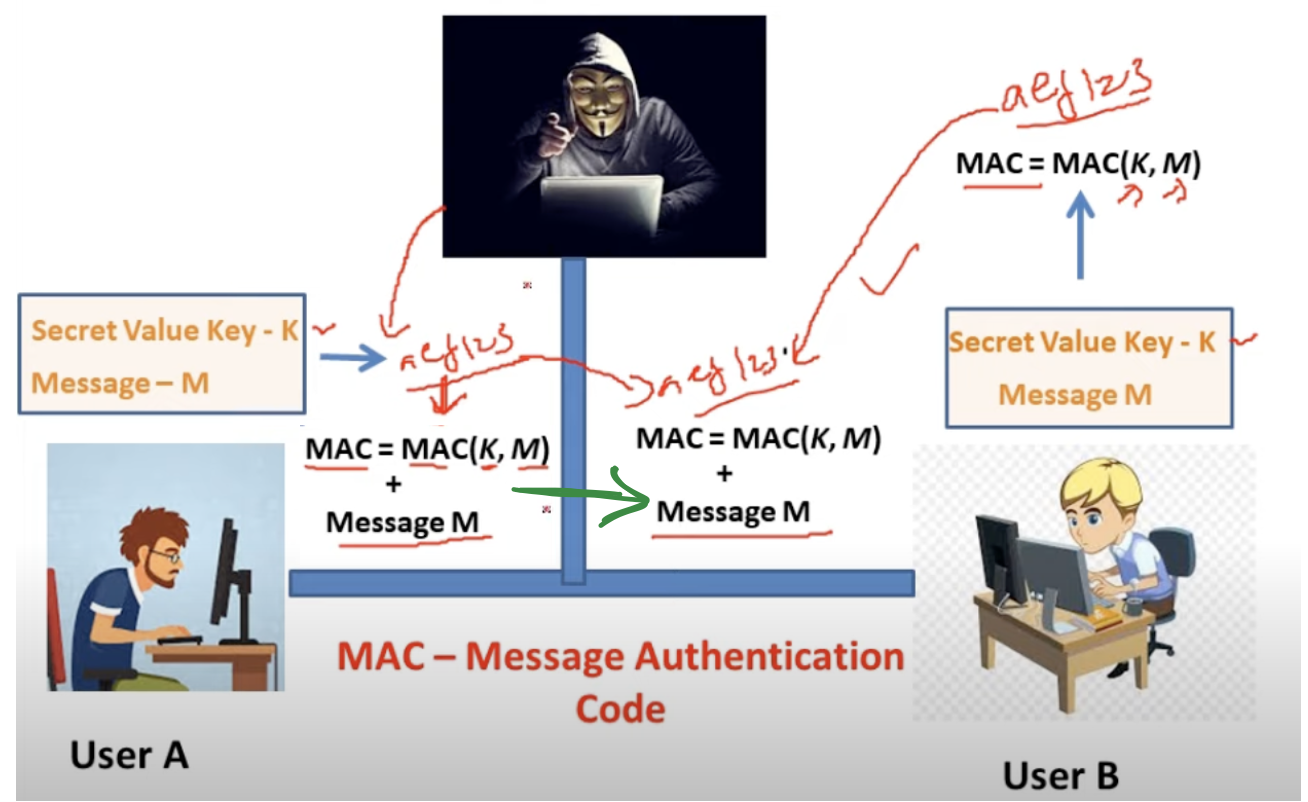 aef123
MAC = MAC(K, M)
Secret Value Key - K
Message – M
aef123
aef123
Secret Value Key - K
Message M
MAC = MAC(K, M)
+
Message M
MAC = MAC(K, M)
+
Message M
MAC – Message Authentication
Code
User A
User B